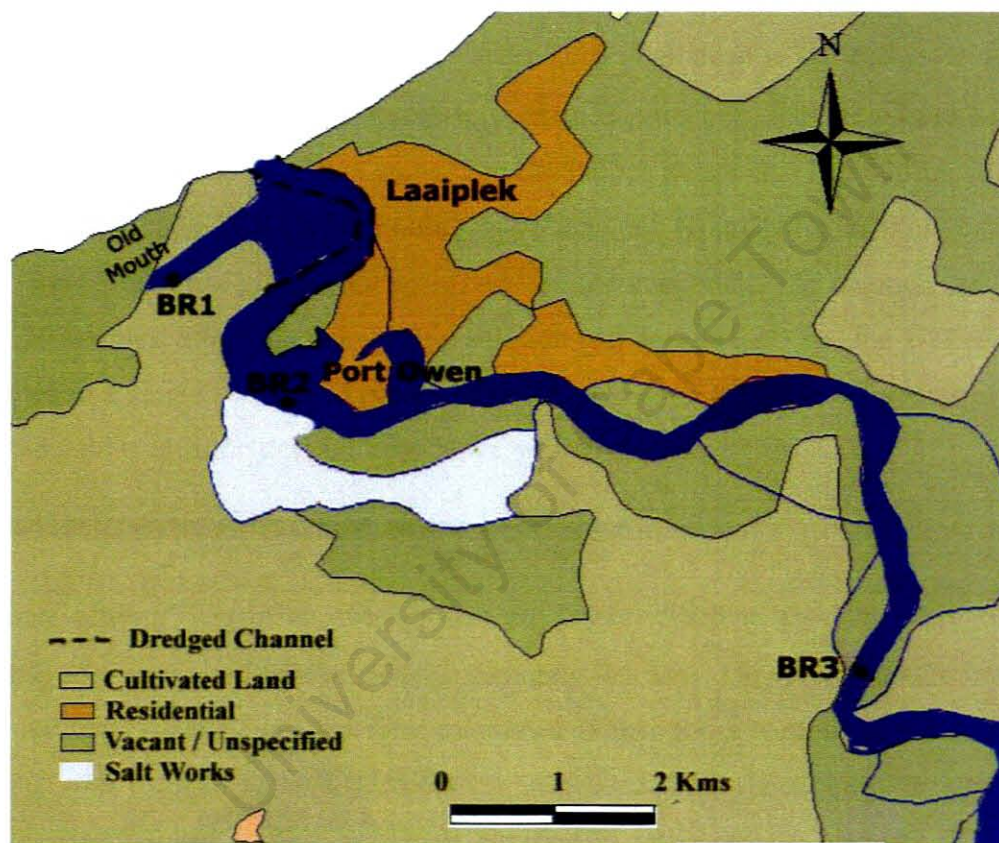 N
Laaiplek
Old
Mouth
BR1
BR2
Port Owen
BR3
Dredged Channel
Cultivated Land
Residential
Vacant / Unspecified
Salt Works
0 1 2 Kms
University of Cape Town